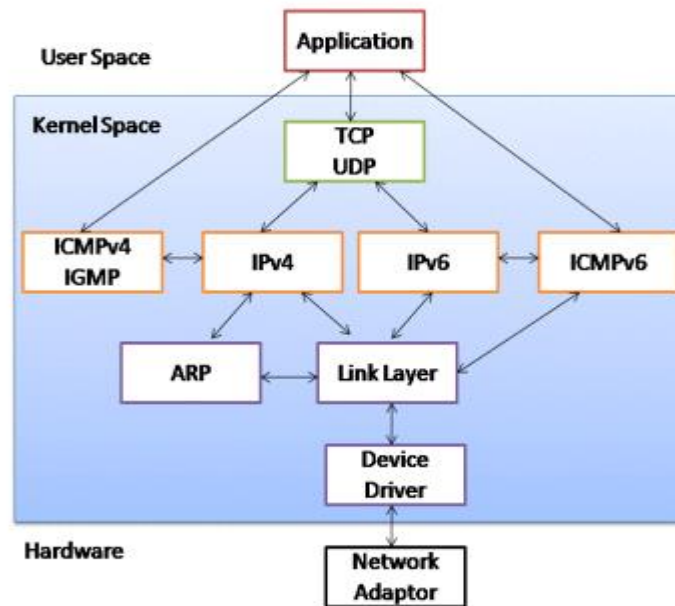 Application
User Space
Kernel Space
TCP
UDP
ICMPv4
IGMP
IPv4
IPv6
ICMPv6
ARP
Link Layer
Device
Driver
Hardware
Network
Adaptor